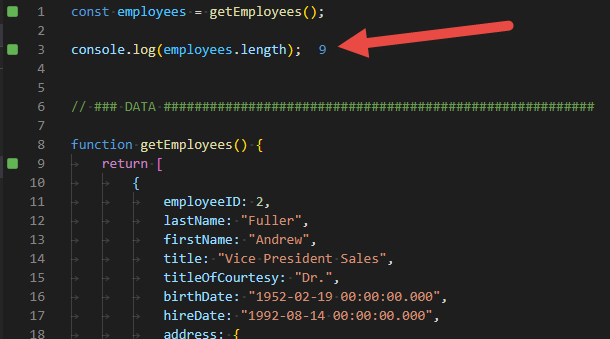 1 const employees = getEmployees();
2
3 console.log(employees.length); 9
4
5
6 // ### DATA ########################################################
7
8 function getEmployees() {
9 return [
10 {
11 employeeID: 2,
12 lastName: "Fuller",
13 firstName: "Andrew",
14 title: "Vice President Sales",
15 titleOfCourtesy: "Dr.",
16 birthDate: "1952-02-19 00:00:00.000",
17 hireDate: "1992-08-14 00:00:00.000",
18 address: {